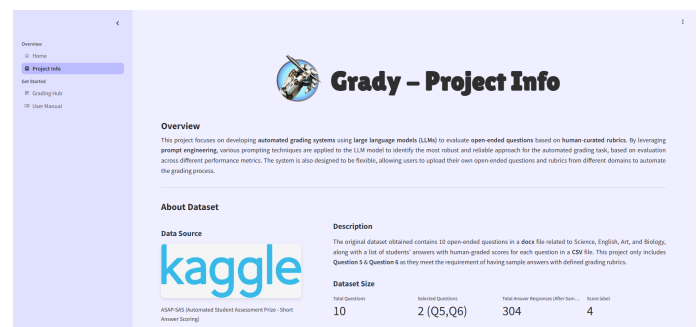 Overview
Home
Project Info
Get Started
Grading Hub
User Manual
Grady – Project Info
Overview
This project focuses on developing automated grading systems using large language models (LLMs) to evaluate open-ended questions based on human-curated rubrics. By leveraging
prompt engineering, various prompting techniques are applied to the LLM model to identify the most robust and reliable approach for the automated grading task, based on evaluation
across different performance metrics. The system is also designed to be flexible, allowing users to upload their own open-ended questions and rubrics from different domains to automate
the grading process.
About Dataset
Data Source
kaggle
ASAP-SAS (Automated Student Assessment Prize - Short
Answer Scoring)
Description
The original dataset obtained contains 10 open-ended questions in a docx file related to Science, English, Art, and Biology,
along with a list of students' answers with human-graded scores for each question in a CSV file. This project only includes
Question 5 & Question 6 as they meet the requirement of having sample answers with defined grading rubrics.
Dataset Size
Total Questions Selected Questions Total Answer Responses (After Sam... Score label
10 2 (Q5,Q6) 304 4